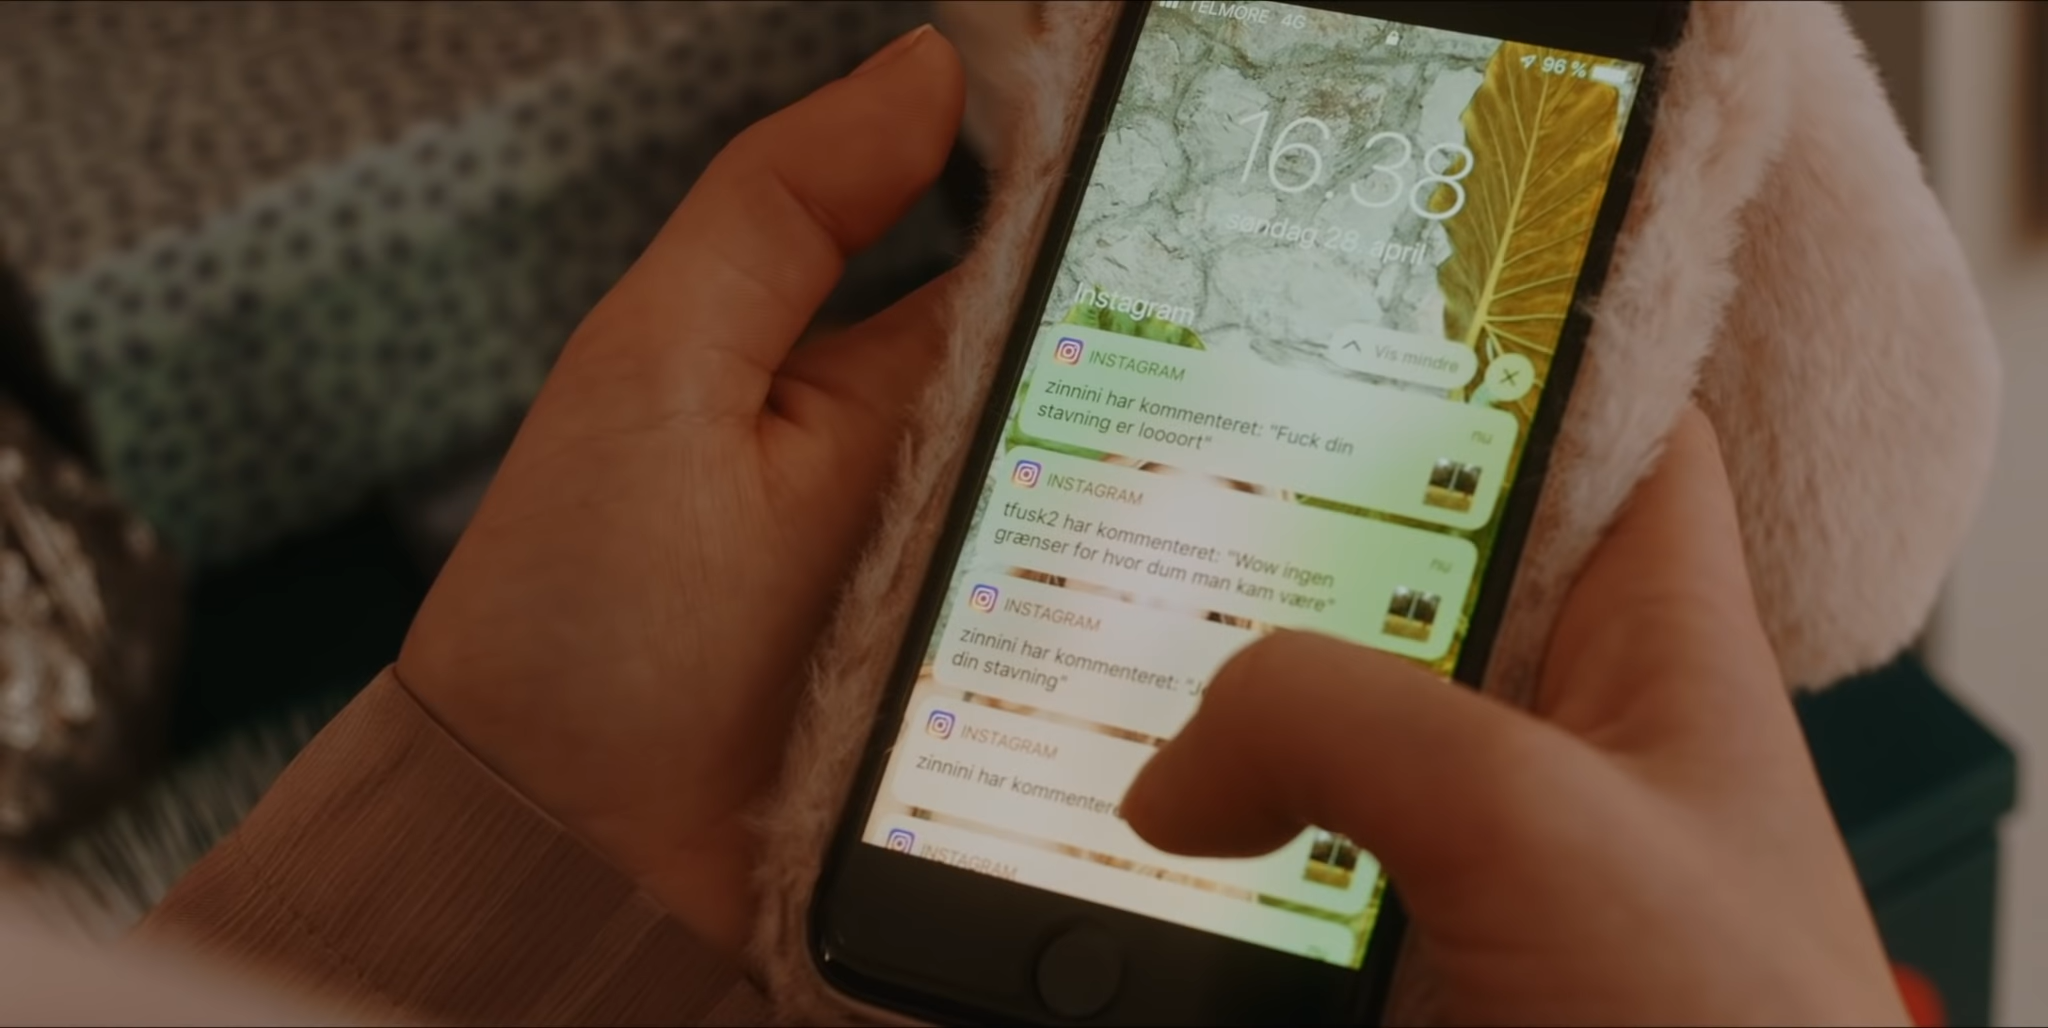 TELMORE 4G
96 %
16.38
søndag 28. april
Instagram
Vis mindre
INSTAGRAM
nu
zinnini har kommenteret: "Fuck din
stavning er loooort"
INSTAGRAM
nu
tfusk2 har kommenteret: "Wow ingen
grænser for hvor dum man kam være"
INSTAGRAM
zinnini har kommenteret:
din stavning"
INSTAGRAM
zinnini har
INSTAGRAM